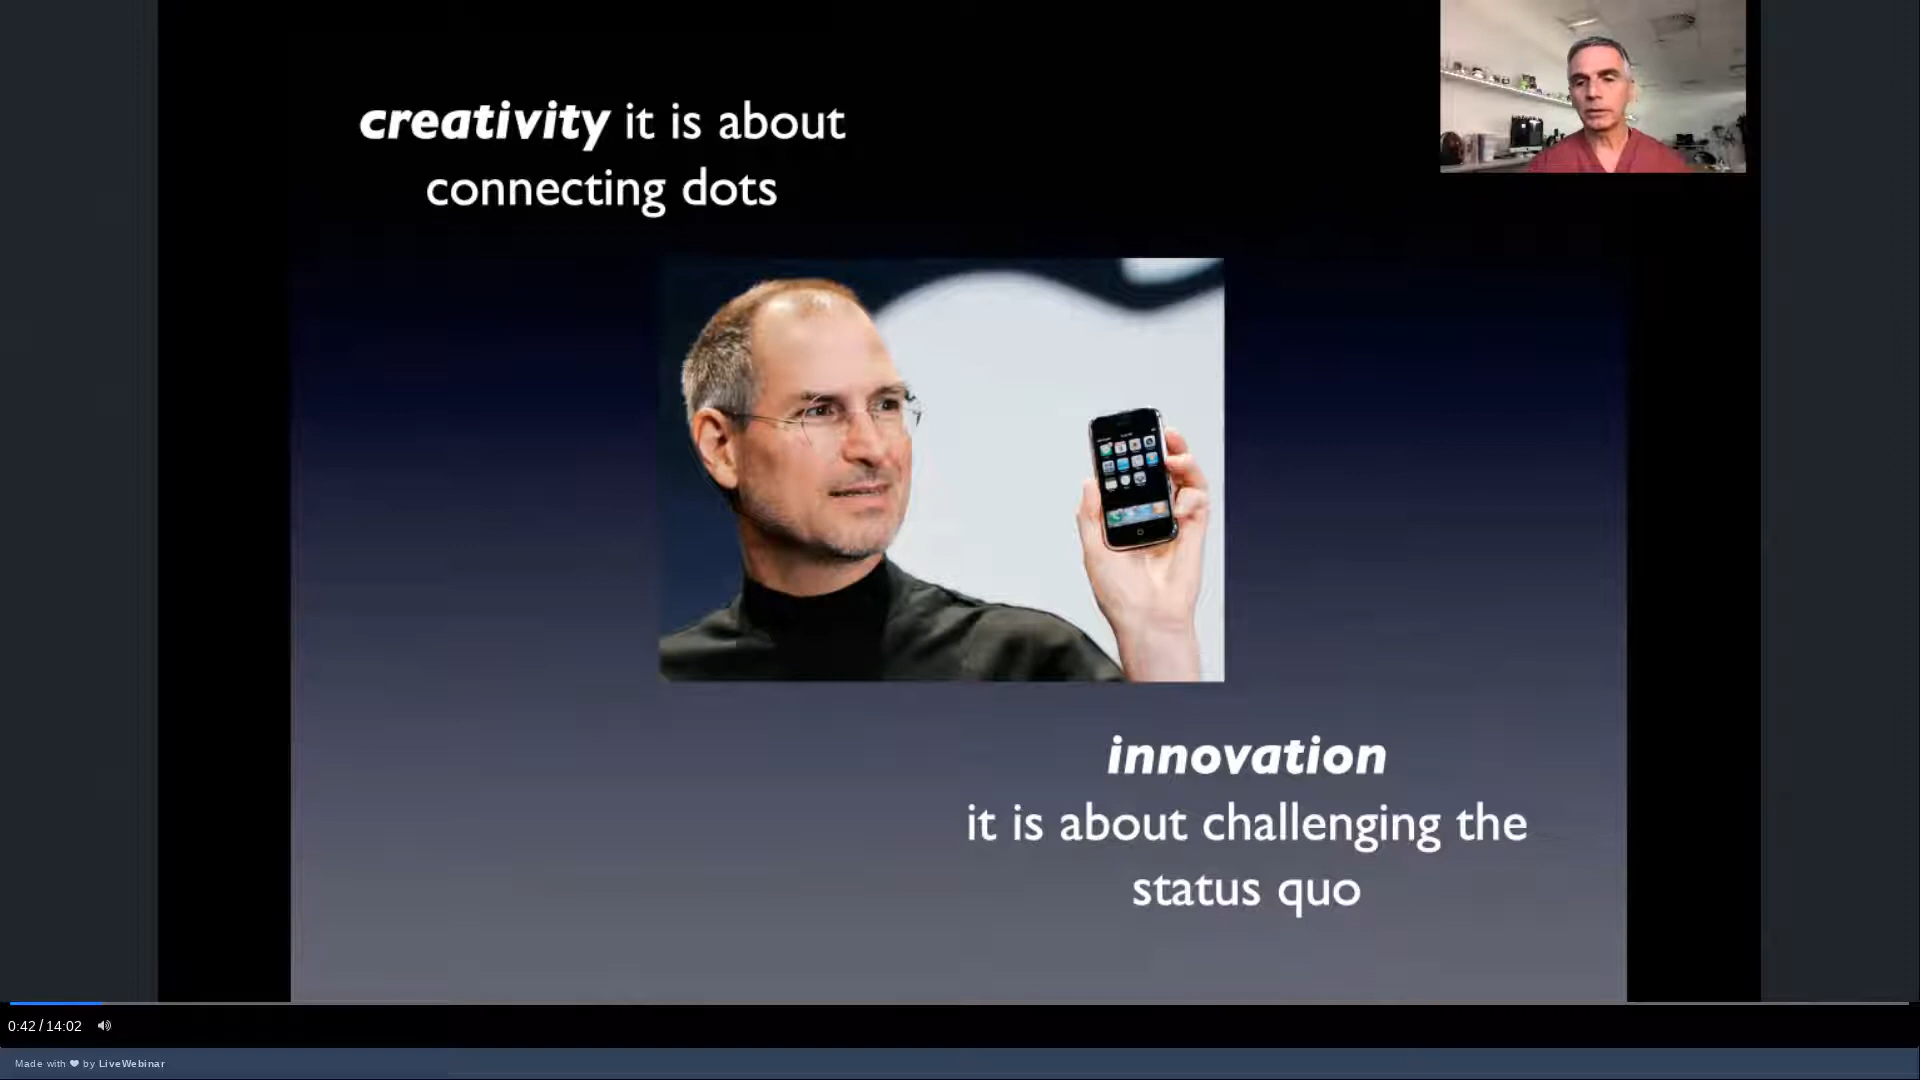 creativity it is about
connecting dots
innovation
it is about challenging the
status quo
0:42 / 14:02
Made with ❤ by LiveWebinar